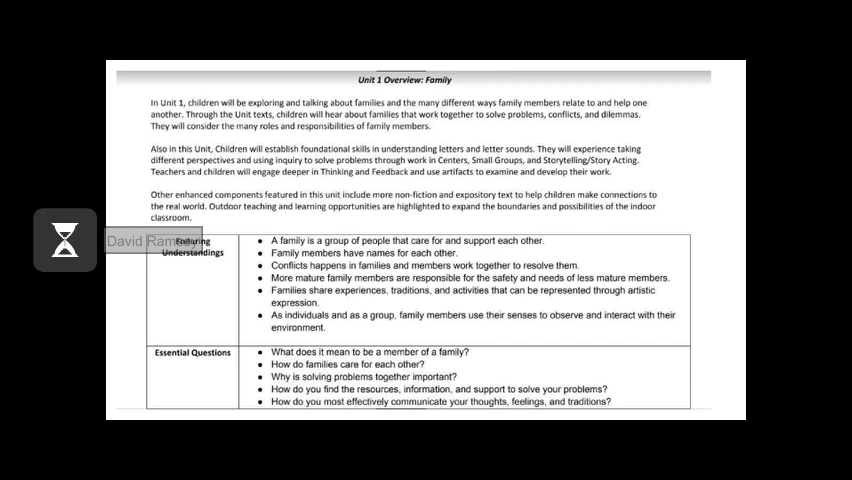 Unit 1 Overview: Family
In Unit 1, children will be exploring and talking about families and the many different ways family members relate to and help one
another. Through the Unit texts, children will hear about families that work together to solve problems, conflicts, and dilemmas.
They will consider the many roles and responsibilities of family members.
Also in this Unit, Children will establish foundational skills in understanding letters and letter sounds. They will experience taking
different perspectives and using inquiry to solve problems through work in Centers, Small Groups, and Storytelling/Story Acting.
Teachers and children will engage deeper in Thinking and Feedback and use artifacts to examine and develop their work.
Other enhanced components featured in this unit include more non-fiction and expository text to help children make connections to
the real world. Outdoor teaching and learning opportunities are highlighted to expand the boundaries and possibilities of the indoor
classroom.
David Ramsey
Enduring
Understandings
• A family is a group of people that care for and support each other.
• Family members have names for each other.
• Conflicts happens in families and members work together to resolve them.
• More mature family members are responsible for the safety and needs of less mature members.
• Families share experiences, traditions, and activities that can be represented through artistic
expression.
• As individuals and as a group, family members use their senses to observe and interact with their
environment.
Essential Questions
• What does it mean to be a member of a family?
• How do families care for each other?
• Why is solving problems together important?
• How do you find the resources, information, and support to solve your problems?
• How do you most effectively communicate your thoughts, feelings, and traditions?